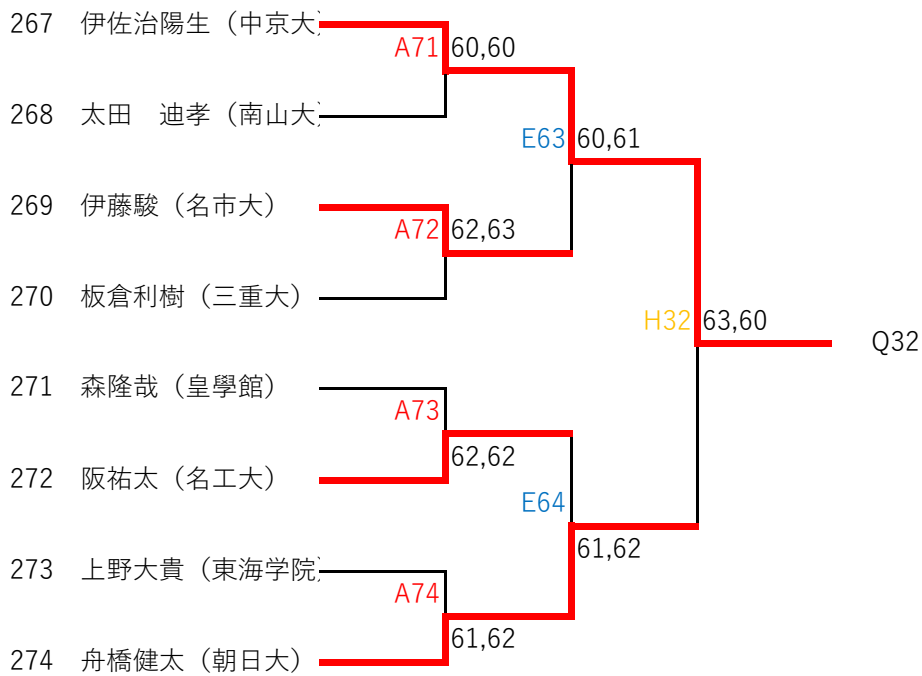 267 伊佐治陽生（中京大）
A71 60,60
268 太田　迪孝（南山大）
E63 60,61
269 伊藤駿（名市大）
A72 62,63
270 板倉利樹（三重大）
H32 63,60
Q32
271 森隆哉（皇學館）
A73
62,62
272 阪祐太（名工大）
E64
61,62
273 上野大貴（東海学院）
A74
61,62
274 舟橋健太（朝日大）